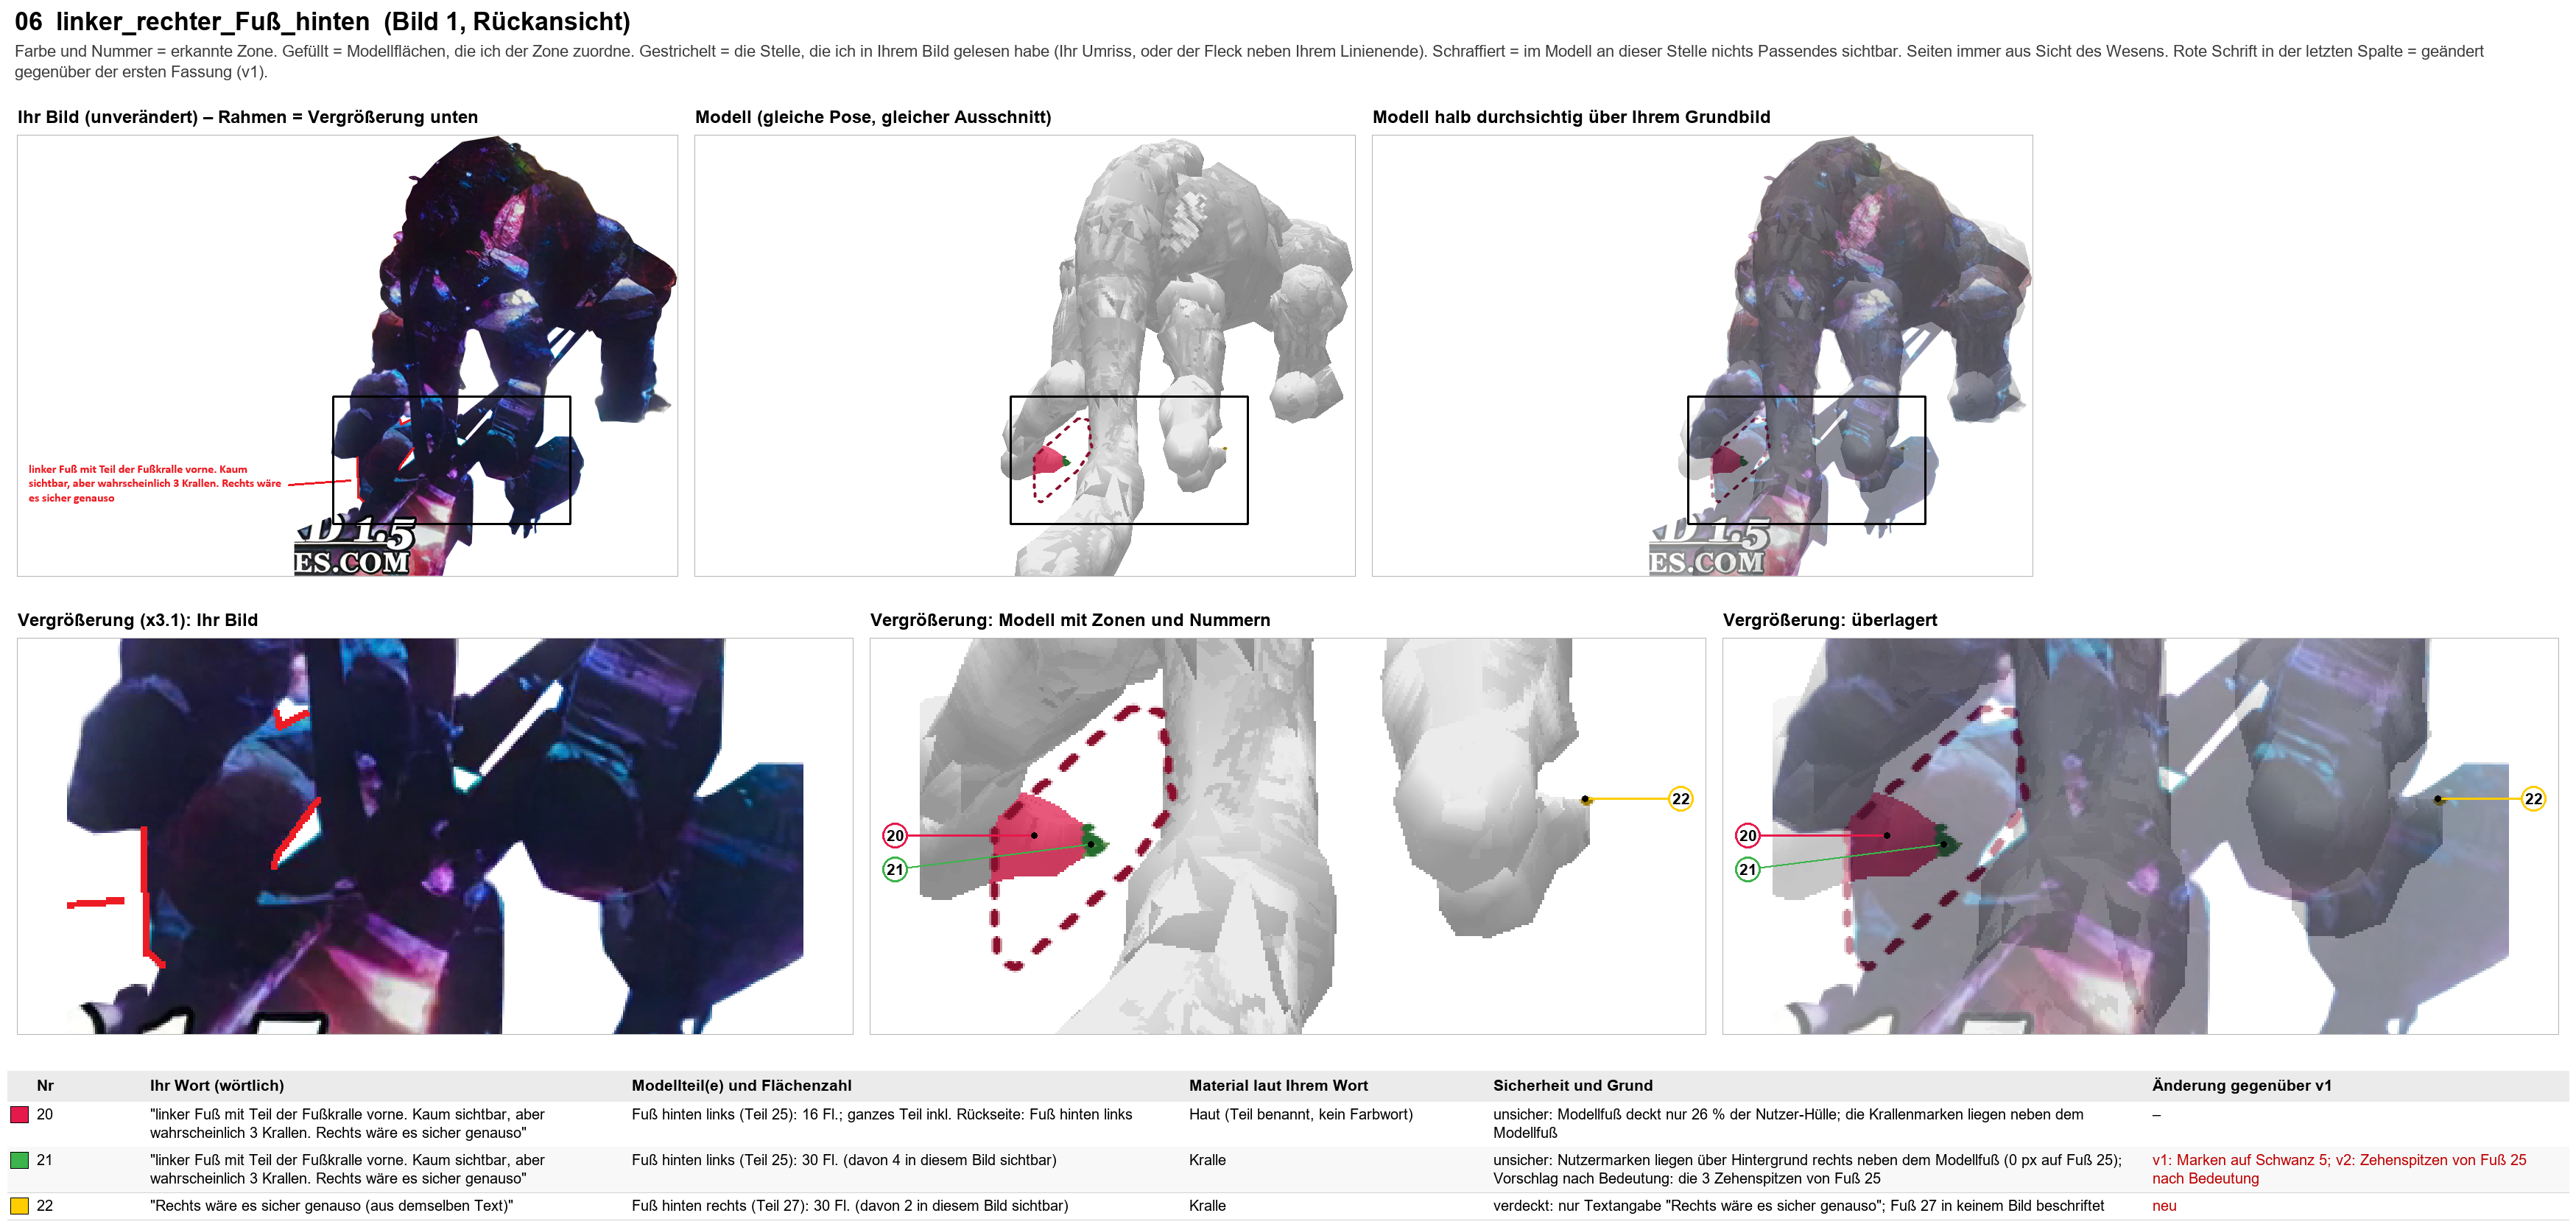 06 linker_rechter_Fuß_hinten (Bild 1, Rückansicht)
Farbe und Nummer = erkannte Zone. Gefüllt = Modellflächen, die ich der Zone zuordne. Gestrichelt = die Stelle, die ich in Ihrem Bild gelesen habe (Ihr Umriss, oder der Fleck neben Ihrem Linienende). Schraffiert = im Modell an dieser Stelle nichts Passendes sichtbar. Seiten immer aus Sicht des Wesens. Rote Schrift in der letzten Spalte = geändert
gegenüber der ersten Fassung (v1).
Ihr Bild (unverändert) – Rahmen = Vergrößerung unten
Modell (gleiche Pose, gleicher Ausschnitt)
Modell halb durchsichtig über Ihrem Grundbild
linker Fuß mit Teil der Fußkralle vorne. Kaum
sichtbar, aber wahrscheinlich 3 Krallen. Rechts wäre
es sicher genauso
D 1.5
ES.COM
D 1.5
ES.COM
Vergrößerung (x3.1): Ihr Bild
Vergrößerung: Modell mit Zonen und Nummern
Vergrößerung: überlagert
20
21
22
20
21
22
Nr Ihr Wort (wörtlich) Modellteil(e) und Flächenzahl Material laut Ihrem Wort Sicherheit und Grund Änderung gegenüber v1
20 "linker Fuß mit Teil der Fußkralle vorne. Kaum sichtbar, aber Fuß hinten links (Teil 25): 16 Fl.; ganzes Teil inkl. Rückseite: Fuß hinten links Haut (Teil benannt, kein Farbwort) unsicher: Modellfuß deckt nur 26 % der Nutzer-Hülle; die Krallenmarken liegen neben dem –
wahrscheinlich 3 Krallen. Rechts wäre es sicher genauso" Modellfuß
21 "linker Fuß mit Teil der Fußkralle vorne. Kaum sichtbar, aber Fuß hinten links (Teil 25): 30 Fl. (davon 4 in diesem Bild sichtbar) Kralle unsicher: Nutzermarken liegen über Hintergrund rechts neben dem Modellfuß (0 px auf Fuß 25); v1: Marken auf Schwanz 5; v2: Zehenspitzen von Fuß 25
wahrscheinlich 3 Krallen. Rechts wäre es sicher genauso" Vorschlag nach Bedeutung: die 3 Zehenspitzen von Fuß 25 nach Bedeutung
22 "Rechts wäre es sicher genauso (aus demselben Text)" Fuß hinten rechts (Teil 27): 30 Fl. (davon 2 in diesem Bild sichtbar) Kralle verdeckt: nur Textangabe "Rechts wäre es sicher genauso"; Fuß 27 in keinem Bild beschriftet neu